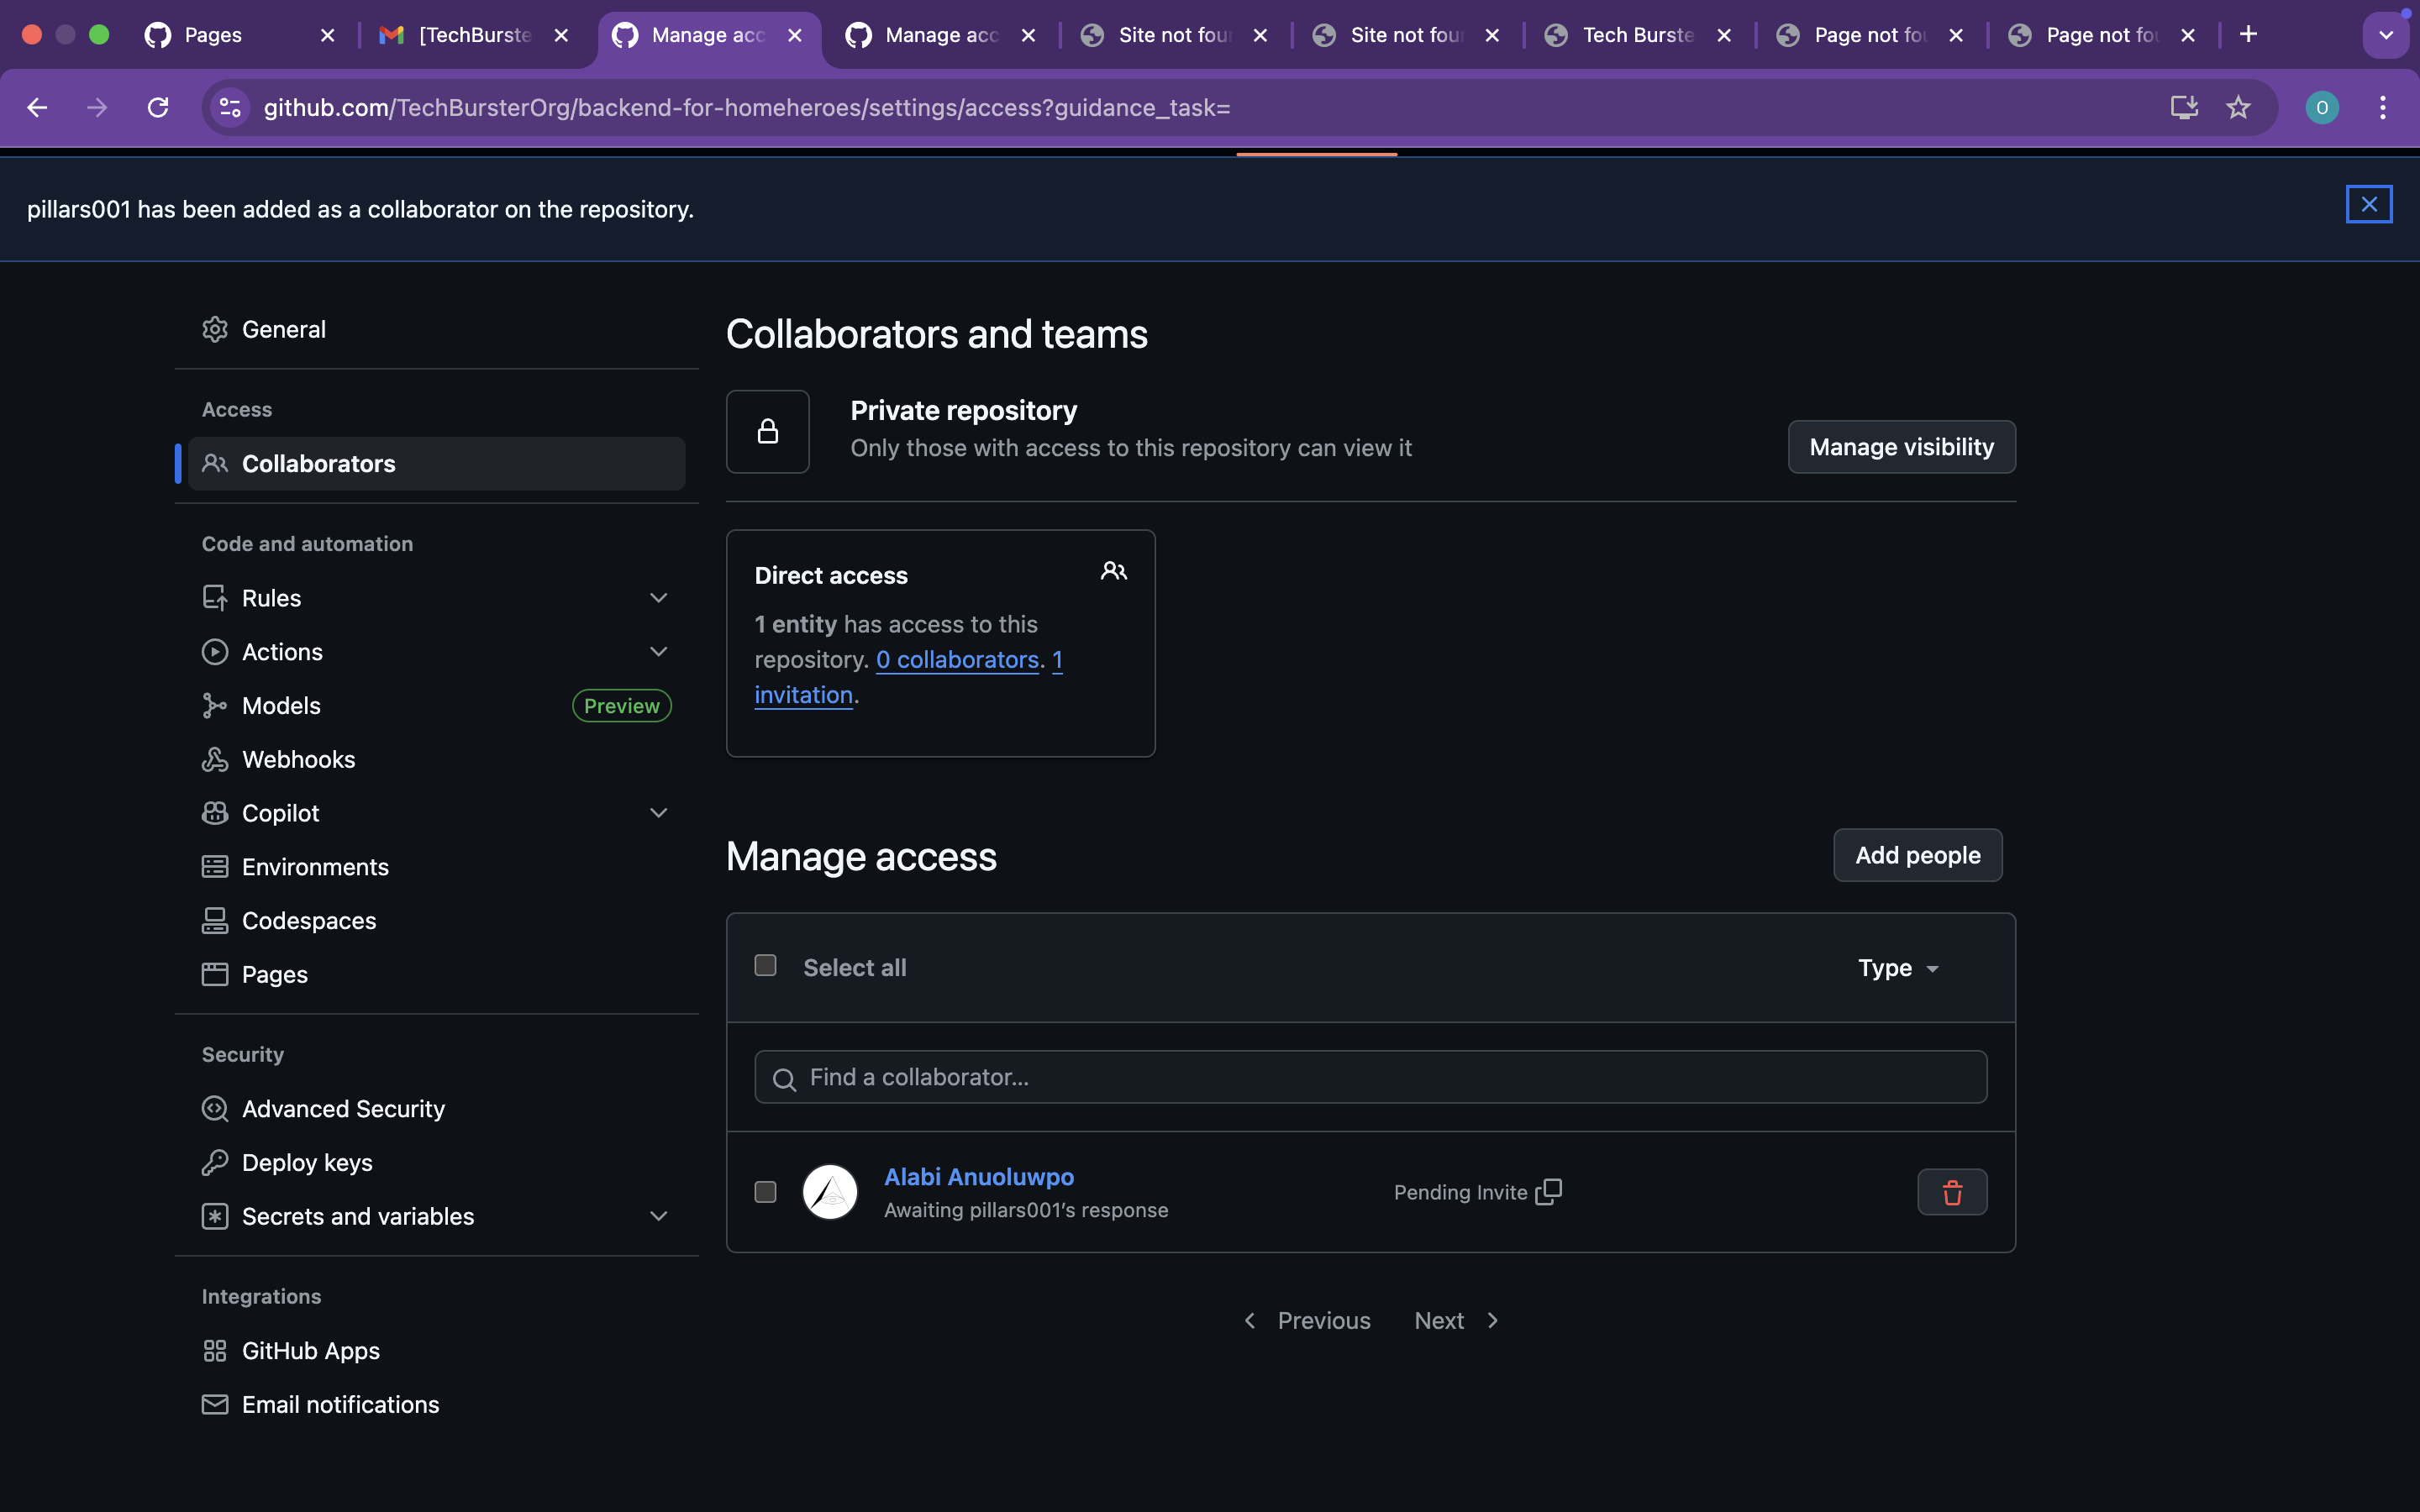 Pages
[TechBurste
Manage acc
Manage acc
Site not four
Site not four
Tech Burste
Page not fo
Page not fo
github.com/TechBursterOrg/backend-for-homeheroes/settings/access?guidance_task=
O
pillars001 has been added as a collaborator on the repository.
General
Access
Collaborators
Code and automation
Rules
Actions
Models
Preview
Webhooks
Copilot
Environments
Codespaces
Pages
Security
Advanced Security
Deploy keys
Secrets and variables
Integrations
GitHub Apps
Email notifications
Collaborators and teams
Private repository
Only those with access to this repository can view it
Manage visibility
Direct access
1 entity has access to this
repository. 0 collaborators. 1
invitation.
Manage access
Add people
Select all
Type
Find a collaborator...
Alabi Anuoluwpo
Awaiting pillars001's response
Pending Invite
Previous
Next